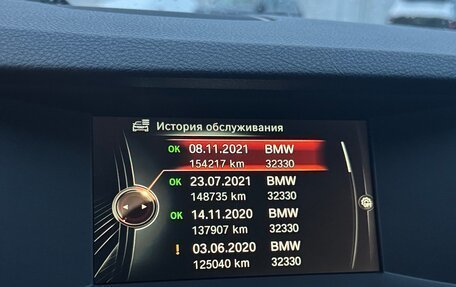 История обслуживания
OK 08.11.2021 BMW
154217 km 32330
OK 23.07.2021 BMW
148735 km 32330
OK 14.11.2020 BMW
137907 km 32330
! 03.06.2020 BMW
125040 km 32330